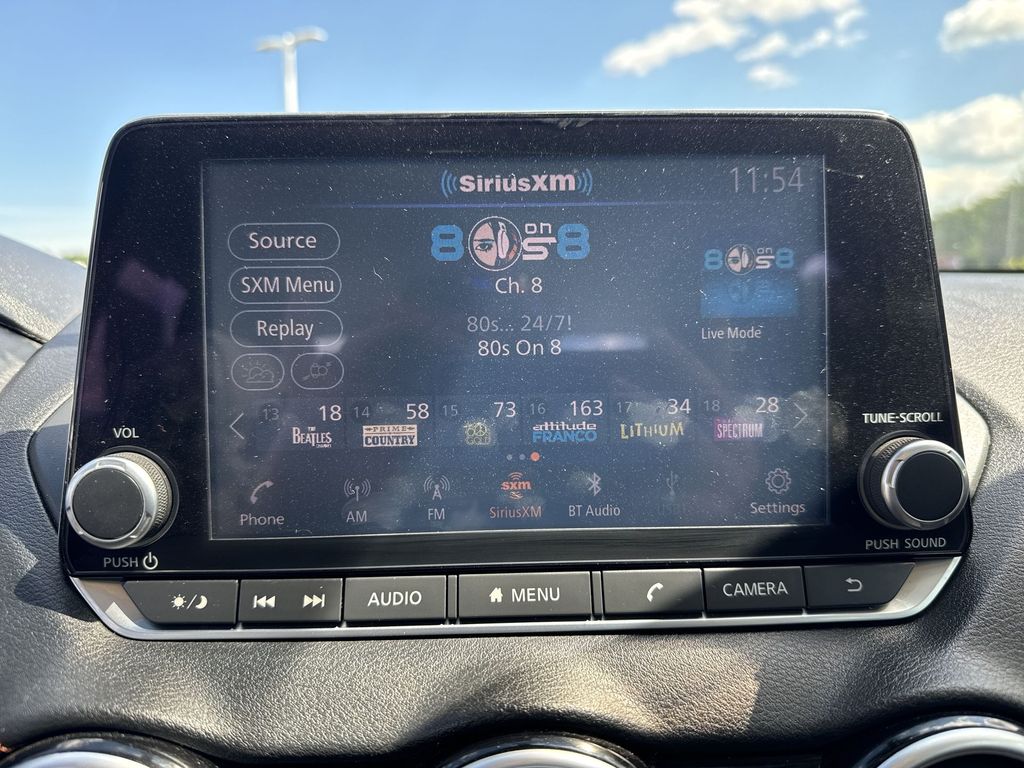 SiriusXM
11:54
Source
8 on 8
SXM Menu
Ch. 8
8 on 8
Replay
80s... 24/7!
80s On 8
Live Mode
13 18 14 58 15 73 16 163 17 34 18 28
THE BEATLES CHANNEL
PRIME COUNTRY
60s GOLD
attitude FRANCO
LITHIUM
SPECTRUM
Phone
AM
FM
sxm
SiriusXM
BT Audio
Settings
VOL
TUNE·SCROLL
PUSH
PUSH SOUND
AUDIO
MENU
CAMERA